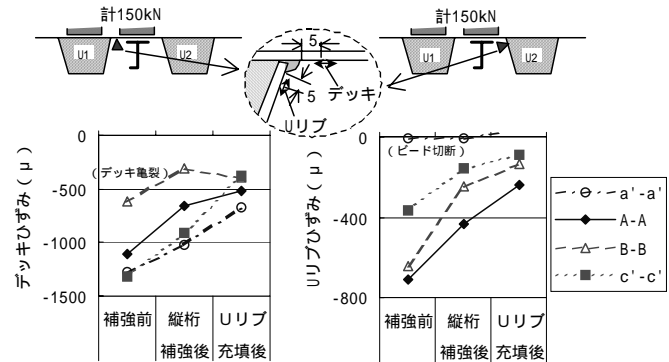 計150kN
U1
U2
5
デッキ
5
Uリブ
計150kN
U1
U2
デッキひずみ(μ)
0
-500
-1000
-1500
(デッキ亀裂)
補強前
縦桁
補強後
Uリブ
充填後
Uリブひずみ(μ)
0
-400
-800
(ビード切断)
補強前
縦桁
補強後
Uリブ
充填後
a'-a'
A-A
B-B
c'-c'